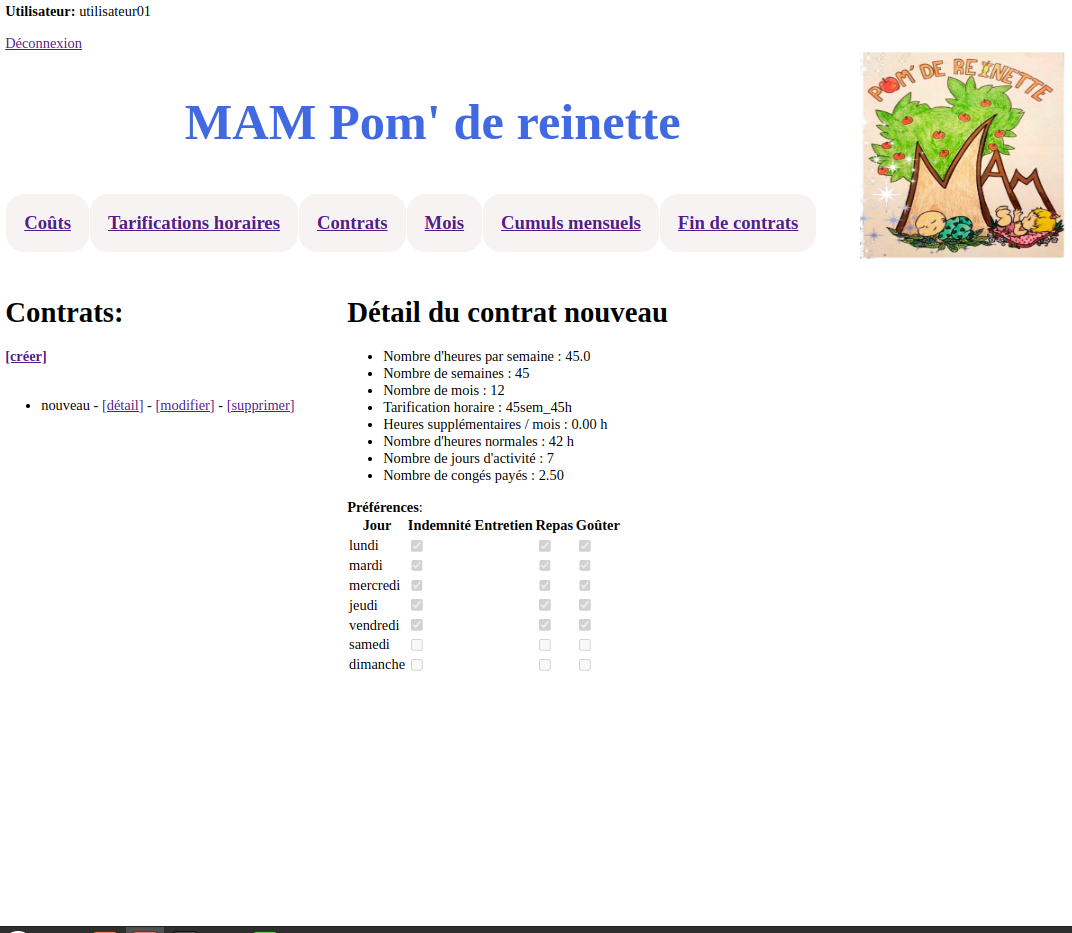 Utilisateur: utilisateur01
Déconnexion
MAM Pom' de reinette
POM' DE REINETTE
MAM
Coûts
Tarifications horaires
Contrats
Mois
Cumuls mensuels
Fin de contrats
Contrats:
[créer]
nouveau - [détail] - [modifier] - [supprimer]
Détail du contrat nouveau
Nombre d'heures par semaine : 45.0
Nombre de semaines : 45
Nombre de mois : 12
Tarification horaire : 45sem_45h
Heures supplémentaires / mois : 0.00 h
Nombre d'heures normales : 42 h
Nombre de jours d'activité : 7
Nombre de congés payés : 2.50
Préférences:
Jour Indemnité Entretien Repas Goûter
lundi
mardi
mercredi
jeudi
vendredi
samedi
dimanche